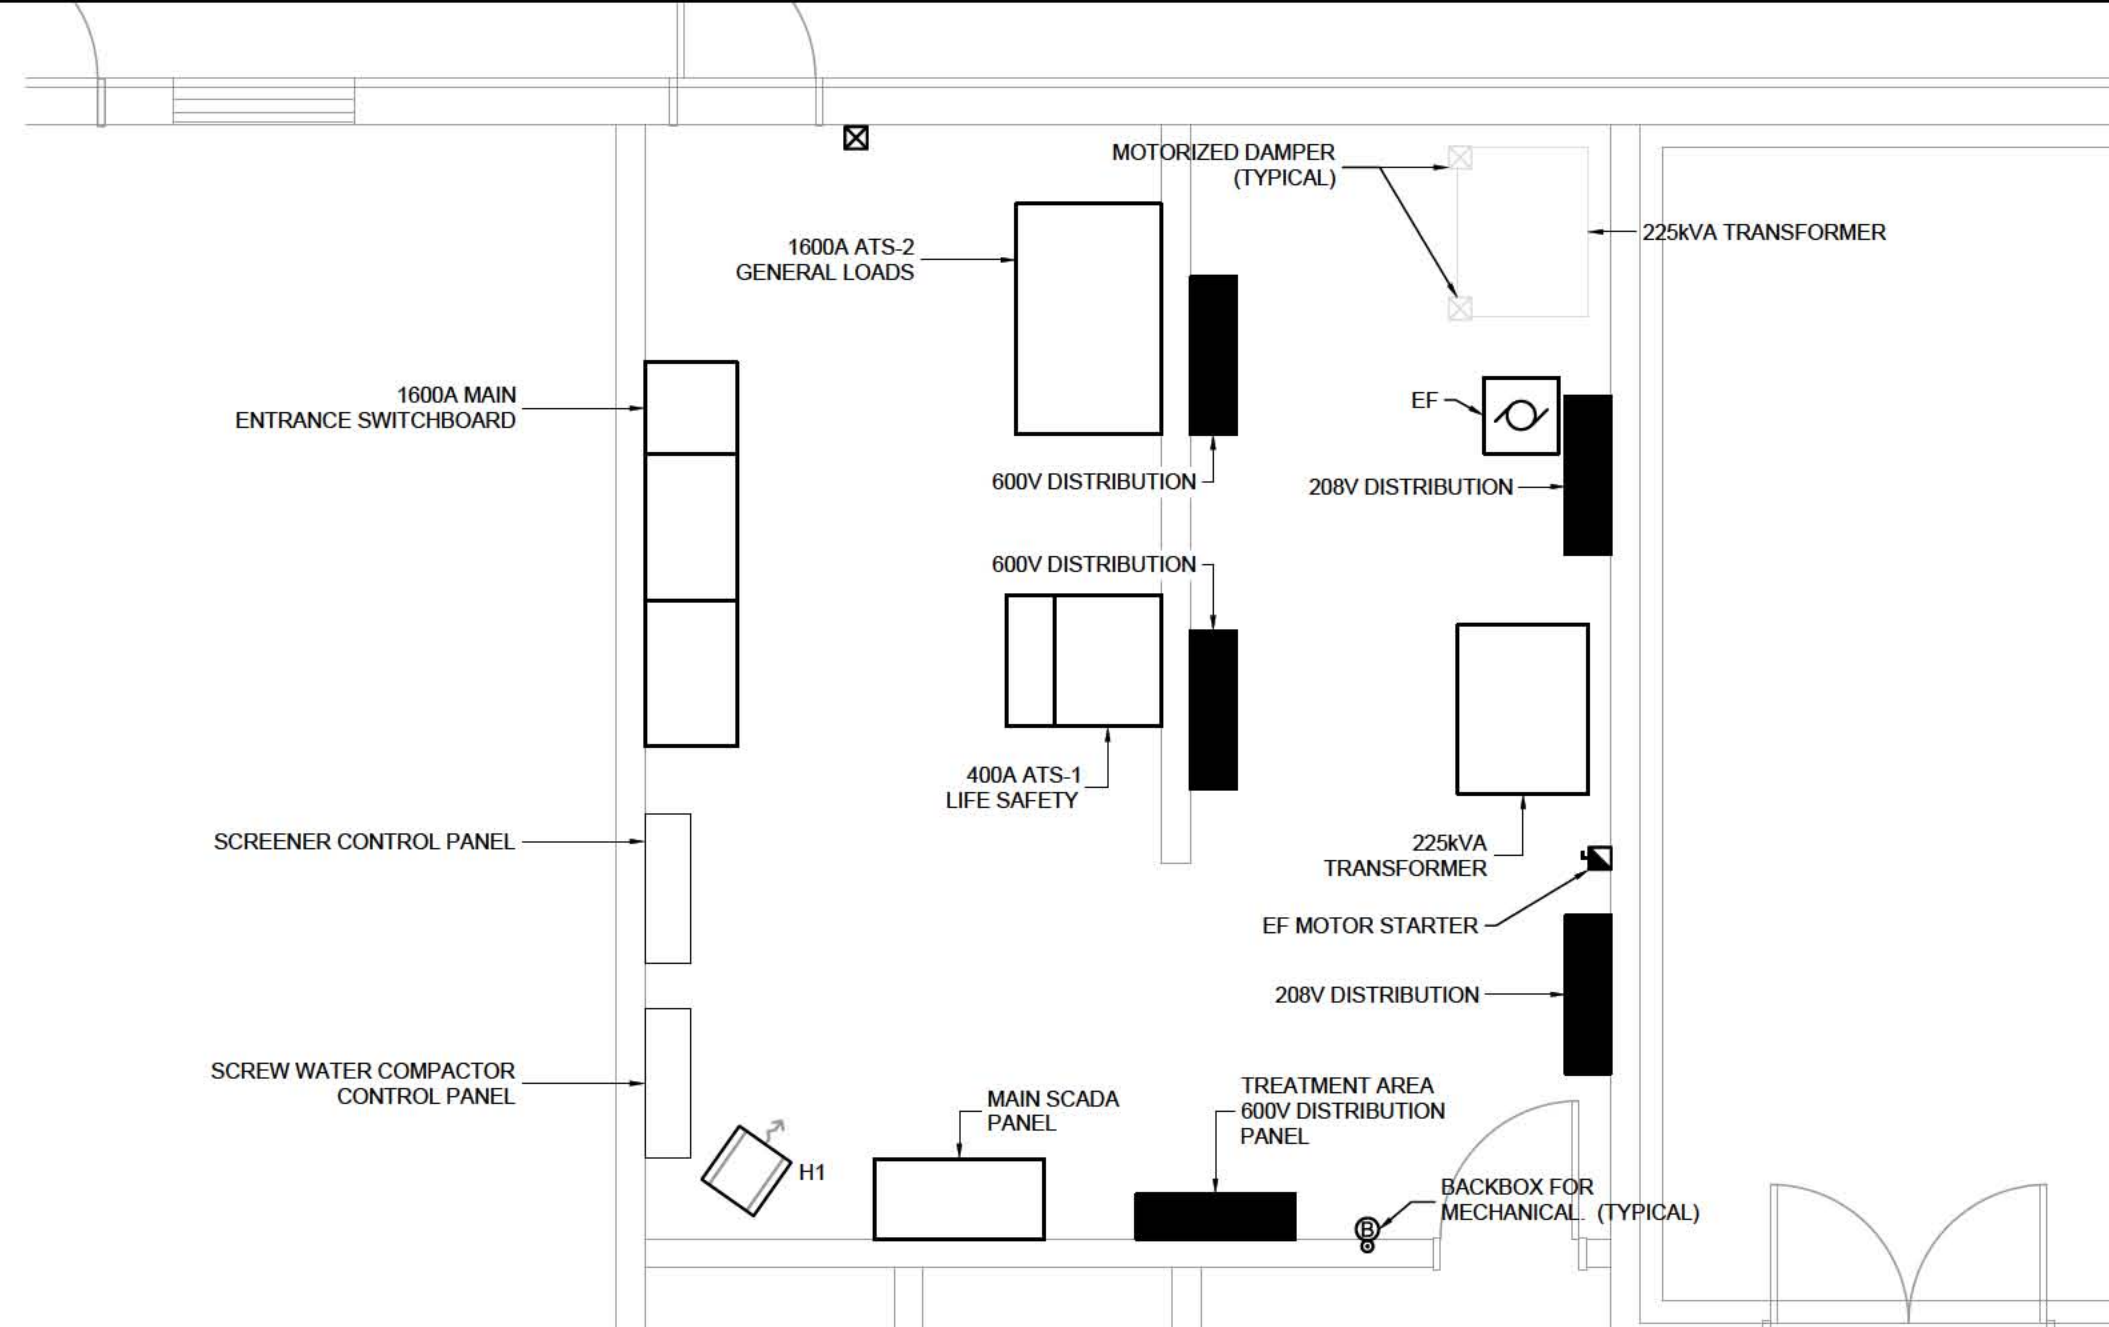 MOTORIZED DAMPER
(TYPICAL)
225kVA TRANSFORMER
1600A ATS-2
GENERAL LOADS
1600A MAIN
ENTRANCE SWITCHBOARD
EF
600V DISTRIBUTION
208V DISTRIBUTION
600V DISTRIBUTION
400A ATS-1
LIFE SAFETY
SCREENER CONTROL PANEL
225kVA
TRANSFORMER
EF MOTOR STARTER
208V DISTRIBUTION
SCREW WATER COMPACTOR
CONTROL PANEL
MAIN SCADA
PANEL
TREATMENT AREA
600V DISTRIBUTION
PANEL
H1
BACKBOX FOR
MECHANICAL. (TYPICAL)
B